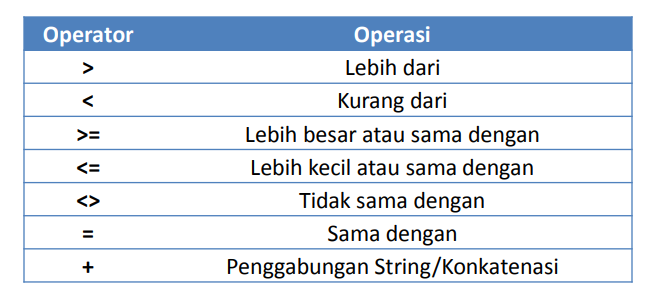 Operator Operasi
> Lebih dari
< Kurang dari
>= Lebih besar atau sama dengan
<= Lebih kecil atau sama dengan
<> Tidak sama dengan
= Sama dengan
+ Penggabungan String/Konkatenasi